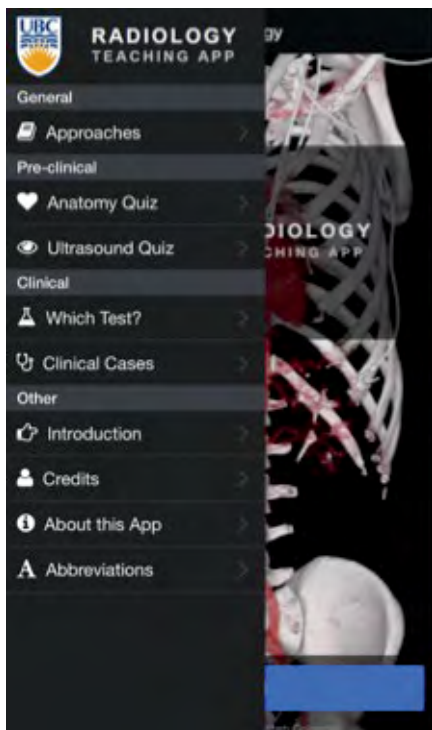 UBC
RADIOLOGY
TEACHING APP
gy
General
Approaches
Pre-clinical
Anatomy Quiz
Ultrasound Quiz
DIOLOGY
CHING APP
Clinical
Which Test?
Clinical Cases
Other
Introduction
Credits
About this App
Abbreviations